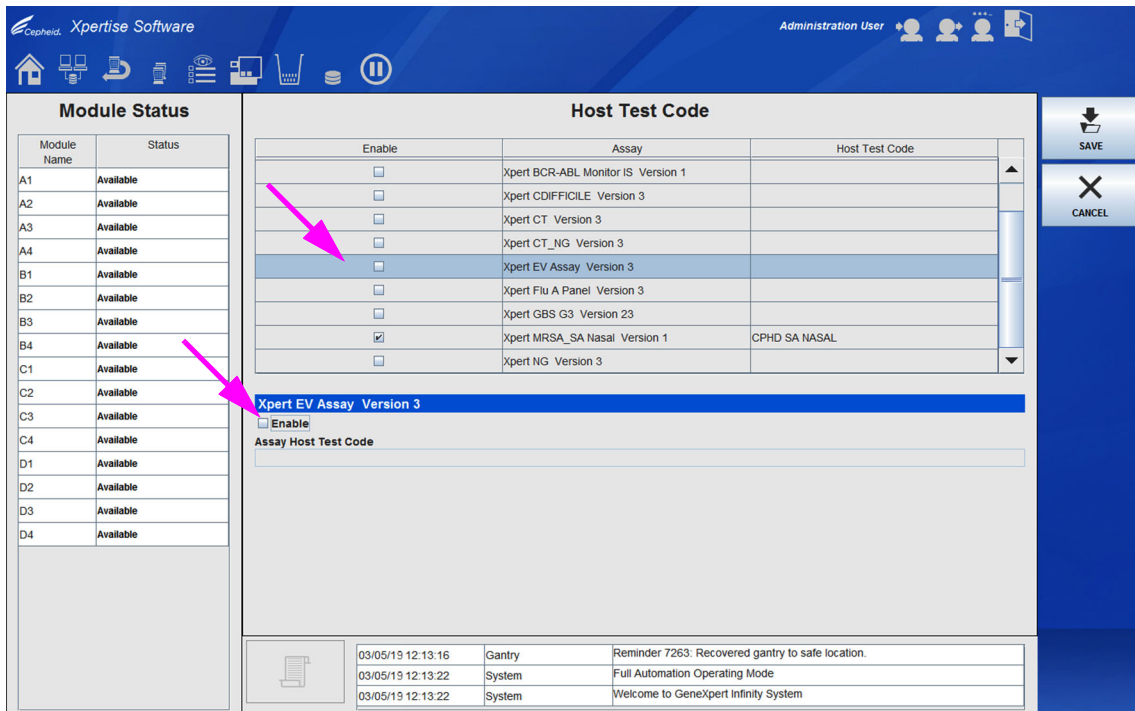 Cepheid. Xpertise Software
Administration User
Module Status
Module Name Status
A1 Available
A2 Available
A3 Available
A4 Available
B1 Available
B2 Available
B3 Available
B4 Available
C1 Available
C2 Available
C3 Available
C4 Available
D1 Available
D2 Available
D3 Available
D4 Available
Host Test Code
Enable Assay Host Test Code
Xpert BCR-ABL Monitor IS Version 1
Xpert CDIFFICILE Version 3
Xpert CT Version 3
Xpert CT_NG Version 3
Xpert EV Assay Version 3
Xpert Flu A Panel Version 3
Xpert GBS G3 Version 23
Xpert MRSA_SA Nasal Version 1 CPHD SA NASAL
Xpert NG Version 3
Xpert EV Assay Version 3
Enable
Assay Host Test Code
03/05/19 12:13:16 Gantry Reminder 7263: Recovered gantry to safe location.
03/05/19 12:13:22 System Full Automation Operating Mode
03/05/19 12:13:22 System Welcome to GeneXpert Infinity System
SAVE
CANCEL